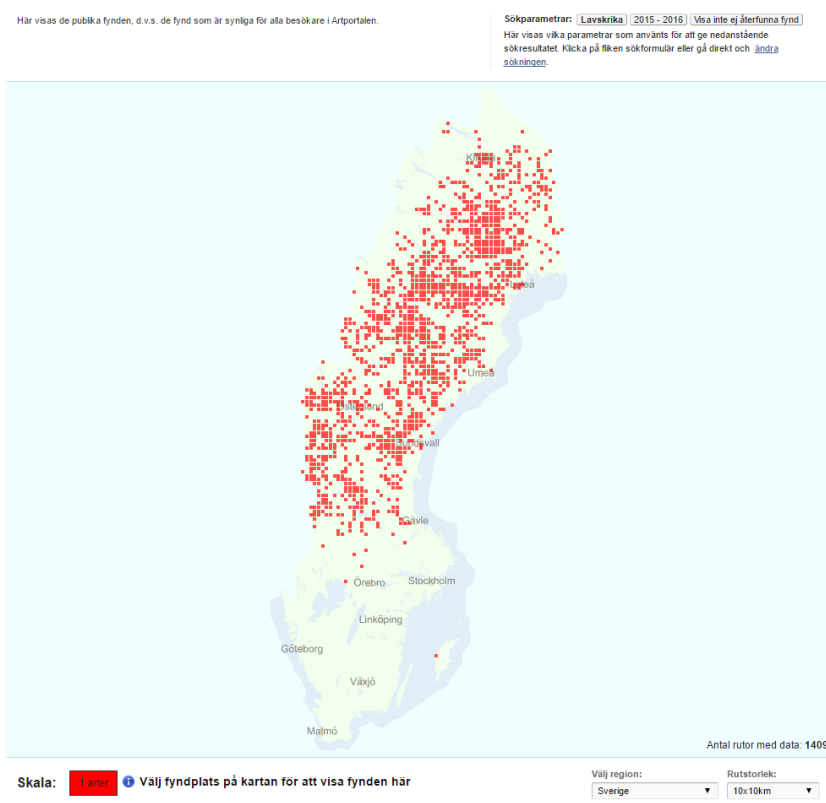 Här visas de publika fynden, d.v.s. de fynd som är synliga för alla besökare i Artportalen.
Sökparametrar: Lavskrika 2015 - 2016 Visa inte ej återfunna fynd
Här visas vilka parametrar som använts för att ge nedanstående
sökresultatet. Klicka på fliken sökformulär eller gå direkt och ändra
sökningen.
Kiruna
Luleå
Umeå
Östersund
Sundsvall
Gävle
Örebro
Stockholm
Linköping
Göteborg
Växjö
Malmö
Antal rutor med data: 1409
Skala: 1 arter Välj fyndplats på kartan för att visa fynden här
Välj region:
Sverige
Rutstorlek:
10x10km